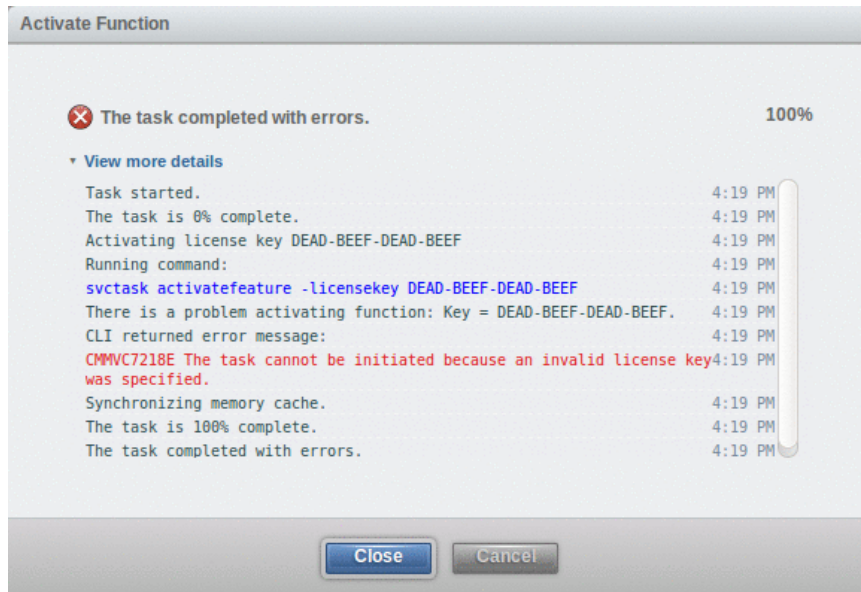 Activate Function
The task completed with errors. 100%
View more details
Task started. 4:19 PM
The task is 0% complete. 4:19 PM
Activating license key DEAD-BEEF-DEAD-BEEF 4:19 PM
Running command: 4:19 PM
svctask activatefeature -licensekey DEAD-BEEF-DEAD-BEEF 4:19 PM
There is a problem activating function: Key = DEAD-BEEF-DEAD-BEEF. 4:19 PM
CLI returned error message: 4:19 PM
CMMVC7218E The task cannot be initiated because an invalid license key 4:19 PM
was specified.
Synchronizing memory cache. 4:19 PM
The task is 100% complete. 4:19 PM
The task completed with errors. 4:19 PM
Close Cancel